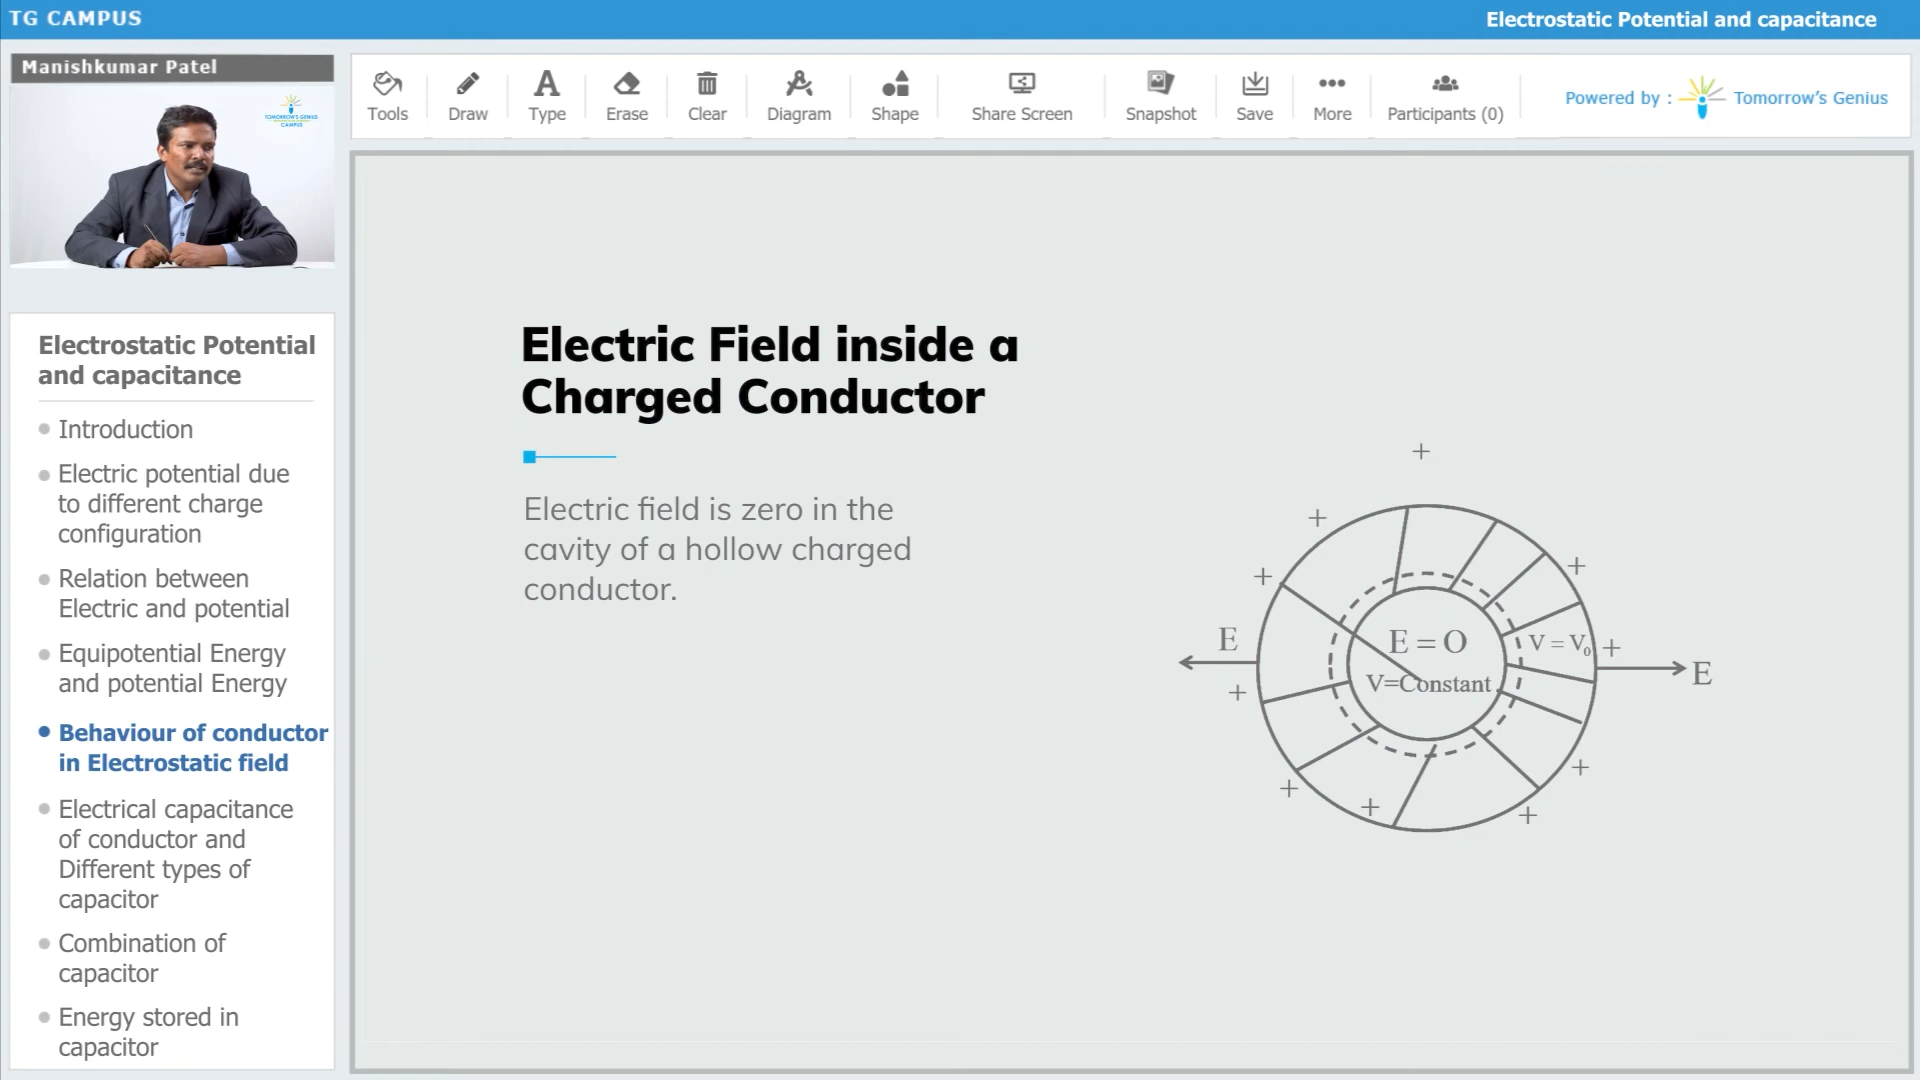 TG CAMPUS
Electrostatic Potential and capacitance
Manishkumar Patel
TOMORROW'S GENIUS
CAMPUS
Tools
Draw
Type
Erase
Clear
Diagram
Shape
Share Screen
Snapshot
Save
More
Participants (0)
Powered by :
Tomorrow's Genius
Electrostatic Potential
and capacitance
Introduction
Electric potential due
to different charge
configuration
Relation between
Electric and potential
Equipotential Energy
and potential Energy
Behaviour of conductor
in Electrostatic field
Electrical capacitance
of conductor and
Different types of
capacitor
Combination of
capacitor
Energy stored in
capacitor
Electric Field inside a
Charged Conductor
Electric field is zero in the
cavity of a hollow charged
conductor.
+
+
+
+
E
E = O
V = V₀
+
V=Constant
E
+
+
+
+
+